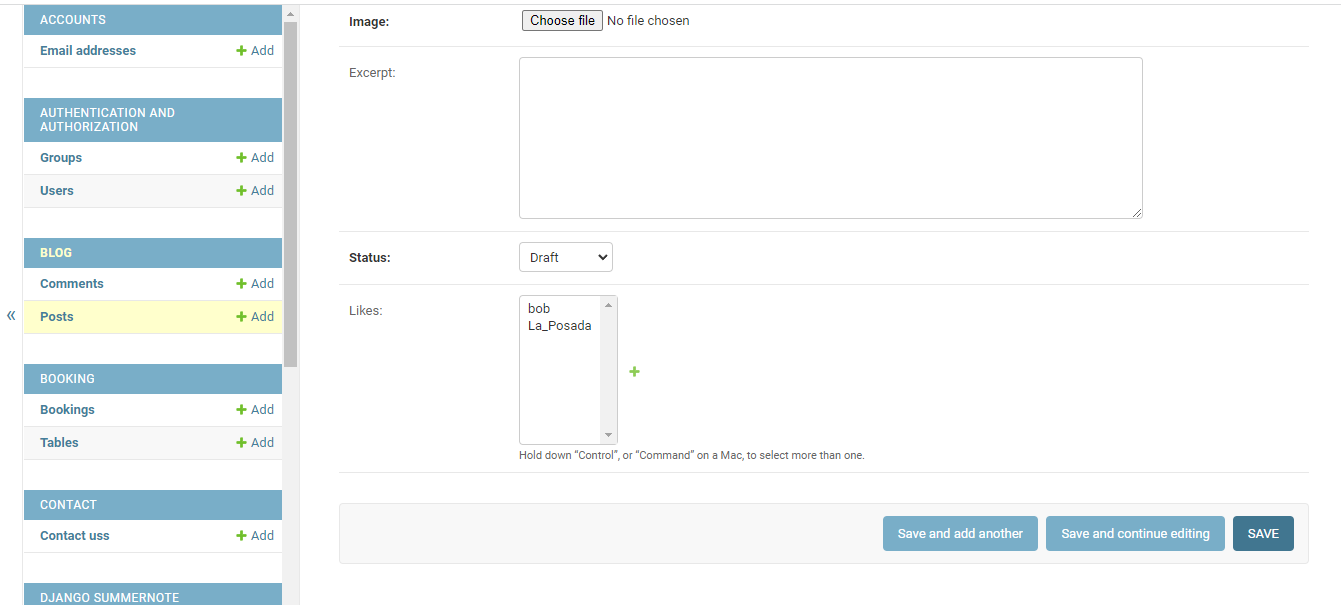 ACCOUNTS
Email addresses
Add
AUTHENTICATION AND
AUTHORIZATION
Groups
Add
Users
Add
BLOG
Comments
Add
Posts
Add
BOOKING
Bookings
Add
Tables
Add
CONTACT
Contact uss
Add
DJANGO SUMMERNOTE
«
Image:
Choose file No file chosen
Excerpt:
Status:
Draft
Likes:
bob
La_Posada
Hold down “Control”, or “Command” on a Mac, to select more than one.
Save and add another
Save and continue editing
SAVE